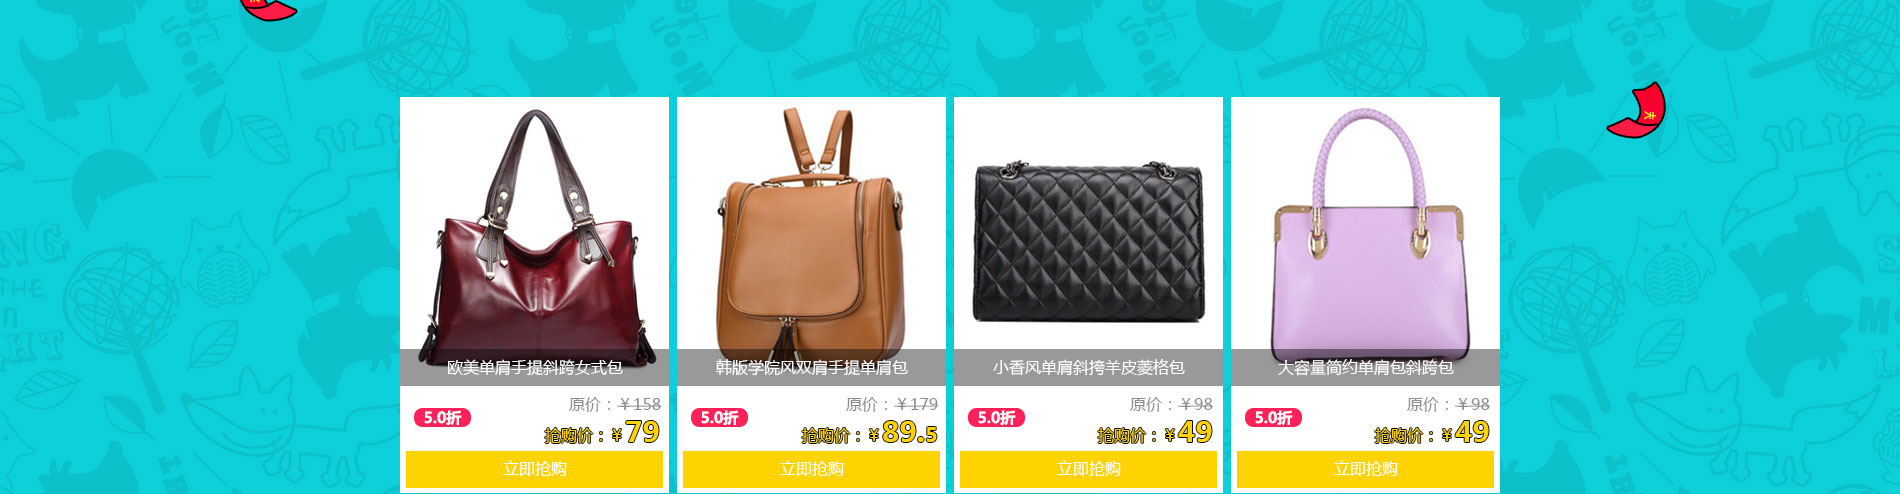 欧美单肩手提斜跨女式包
5.0折
原价：￥158
抢购价：￥79
立即抢购
韩版学院风双肩手提单肩包
5.0折
原价：￥179
抢购价：￥89.5
立即抢购
小香风单肩斜挎羊皮菱格包
5.0折
原价：￥98
抢购价：￥49
立即抢购
大容量简约单肩包斜跨包
5.0折
原价：￥98
抢购价：￥49
立即抢购